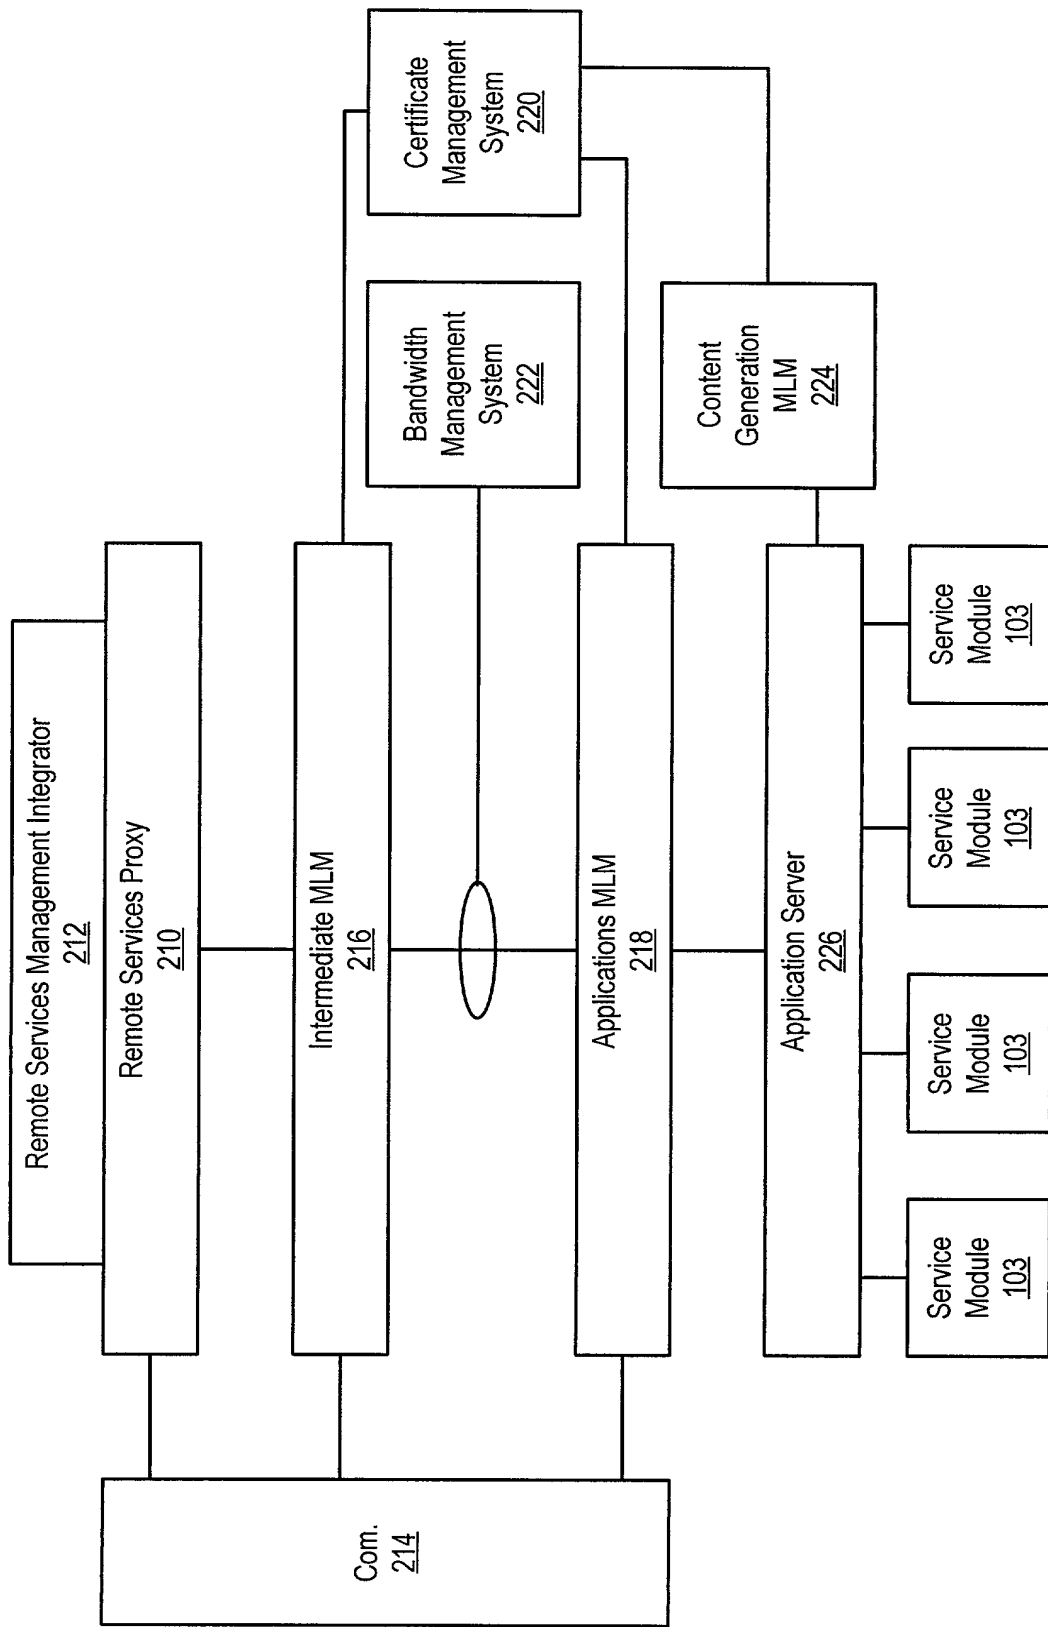 Remote Services Management Integrator
212
Remote Services Proxy
210
Com.
214
Intermediate MLM
216
Certificate
Management
System
220
Bandwidth
Management
System
222
Applications MLM
218
Content
Generation
MLM
224
Application Server
226
Service
Module
103
Service
Module
103
Service
Module
103
Service
Module
103